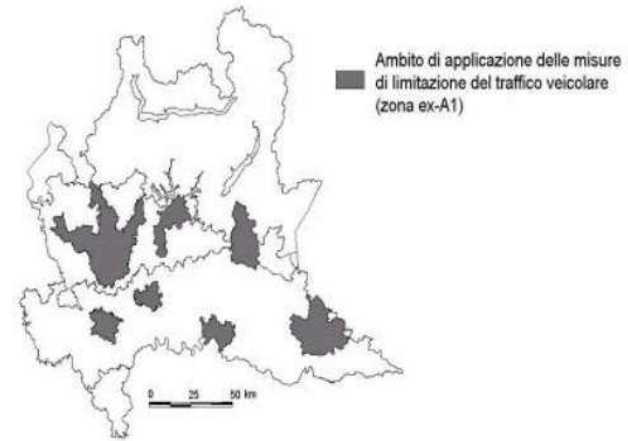 Ambito di applicazione delle misure
di limitazione del traffico veicolare
(zona ex-A1)
0 25 50 km